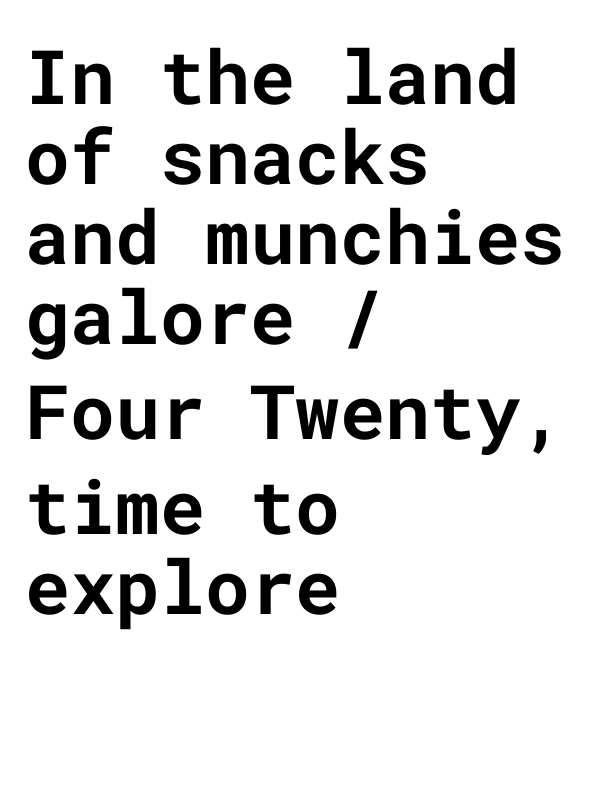 In the land
of snacks
and munchies
galore /
Four Twenty,
time to
explore